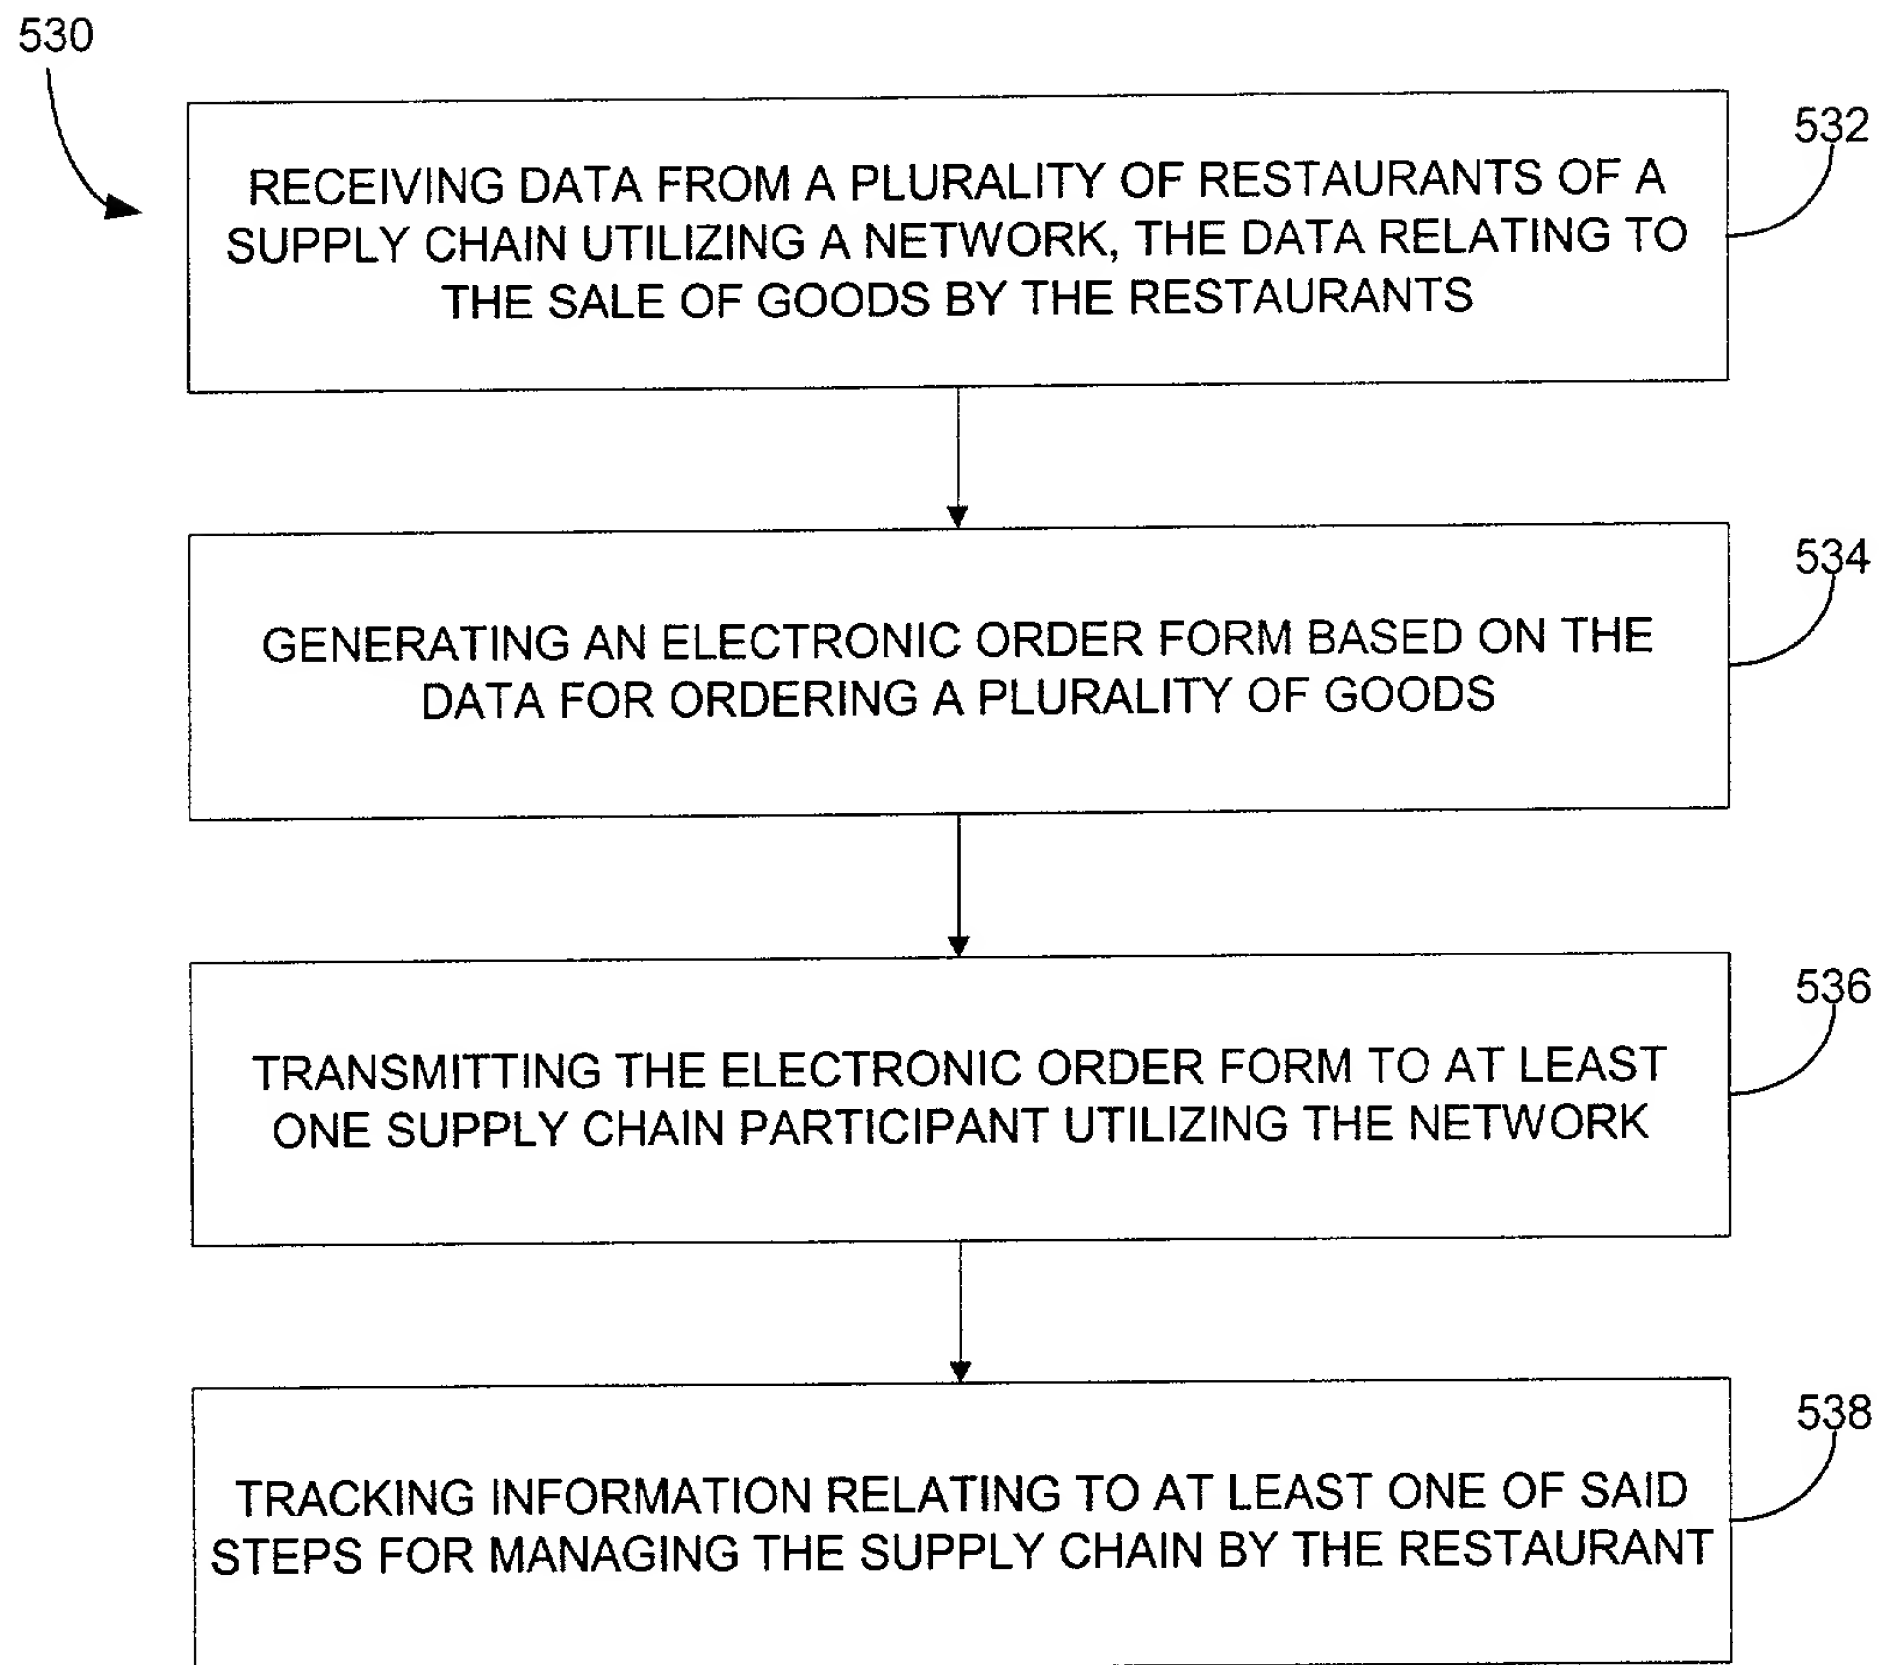 530
532
RECEIVING DATA FROM A PLURALITY OF RESTAURANTS OF A
SUPPLY CHAIN UTILIZING A NETWORK, THE DATA RELATING TO
THE SALE OF GOODS BY THE RESTAURANTS
534
GENERATING AN ELECTRONIC ORDER FORM BASED ON THE
DATA FOR ORDERING A PLURALITY OF GOODS
536
TRANSMITTING THE ELECTRONIC ORDER FORM TO AT LEAST
ONE SUPPLY CHAIN PARTICIPANT UTILIZING THE NETWORK
538
TRACKING INFORMATION RELATING TO AT LEAST ONE OF SAID
STEPS FOR MANAGING THE SUPPLY CHAIN BY THE RESTAURANT